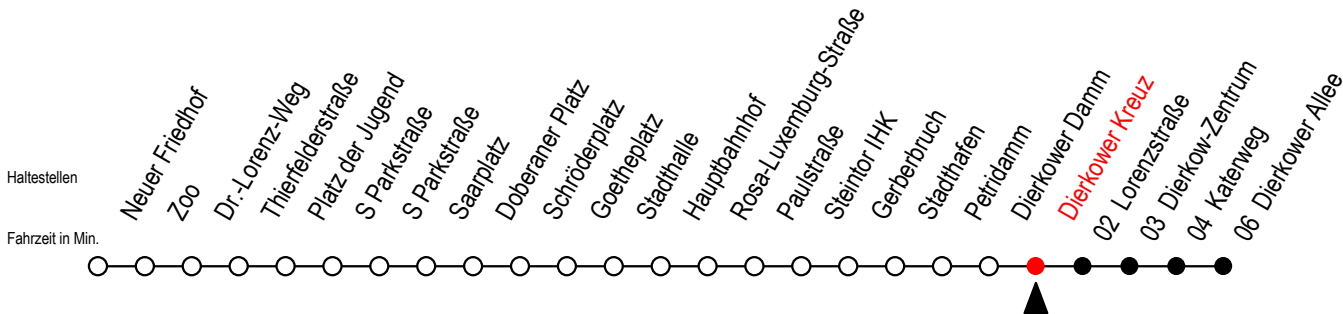 Haltestellen
Neuer Friedhof
Zoo
Dr.-Lorenz-Weg
Thierfelderstraße
Platz der Jugend
S Parkstraße
S Parkstraße
Saarplatz
Doberaner Platz
Schröderplatz
Goetheplatz
Stadthalle
Hauptbahnhof
Rosa-Luxemburg-Straße
Paulstraße
Steintor IHK
Gerberbruch
Stadthafen
Petridamm
Dierkower Damm
Dierkower Kreuz
02 Lorenzstraße
03 Dierkow-Zentrum
04 Katerweg
06 Dierkower Allee
Fahrzeit in Min.